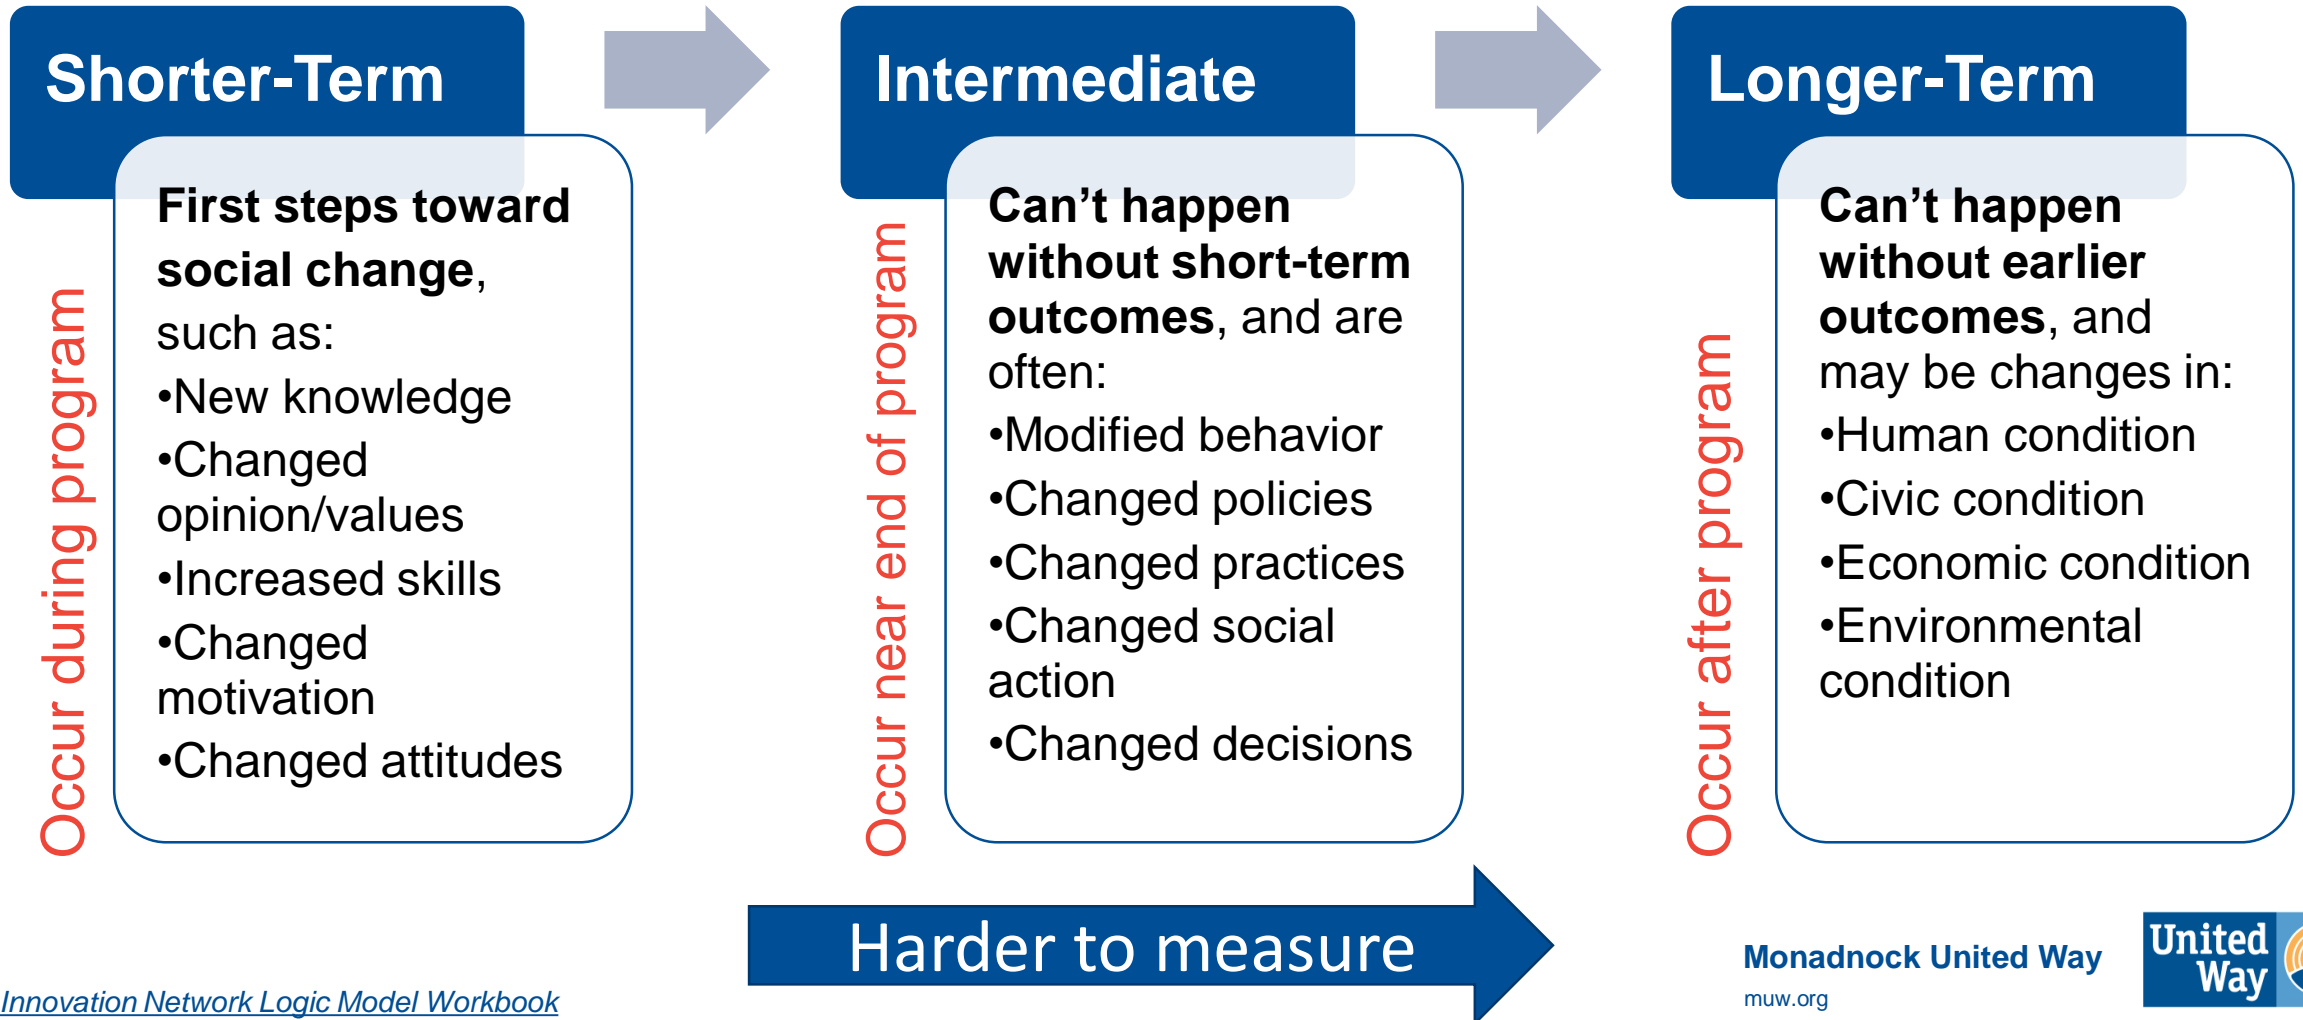 Shorter-Term
Occur during program
First steps toward
social change,
such as:
•New knowledge
•Changed
opinion/values
•Increased skills
•Changed
motivation
•Changed attitudes
Intermediate
Occur near end of program
Can’t happen
without short-term
outcomes, and are
often:
•Modified behavior
•Changed policies
•Changed practices
•Changed social
action
•Changed decisions
Longer-Term
Occur after program
Can’t happen
without earlier
outcomes, and
may be changes in:
•Human condition
•Civic condition
•Economic condition
•Environmental
condition
Harder to measure
Innovation Network Logic Model Workbook
Monadnock United Way
muw.org
United
Way